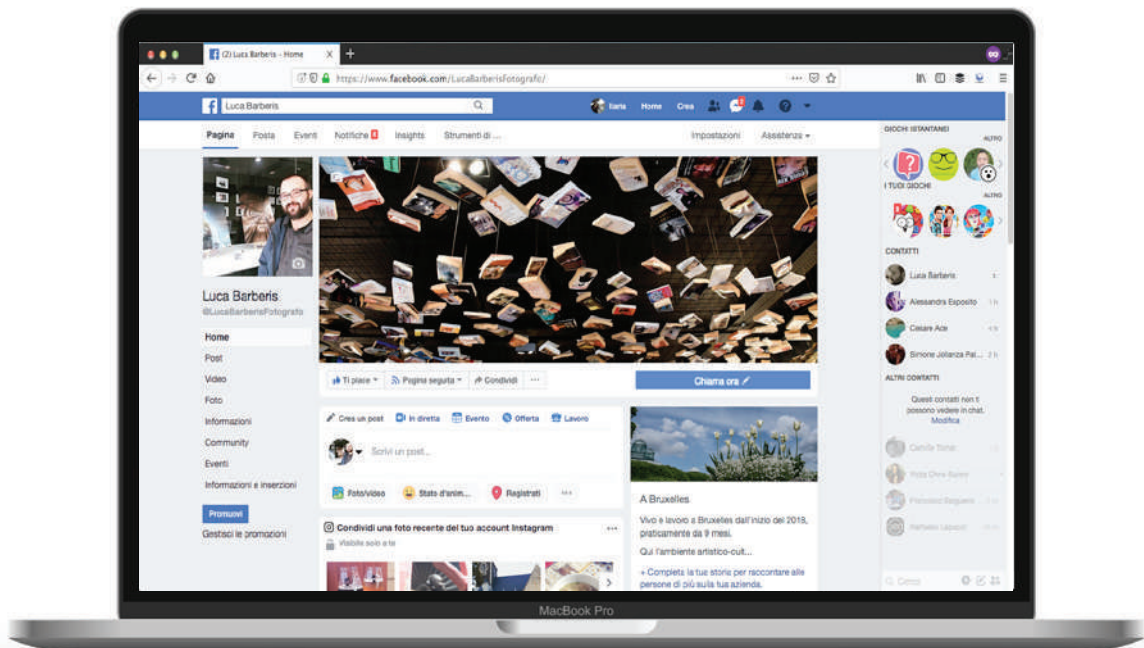 (2) Luca Barberis - Home
https://www.facebook.com/LucaBarberisFotografo/
Luca Barberis
Ilaria Home Crea
Pagina Posta Eventi Notifiche Insights Strumenti di ... Impostazioni Assistenza
Luca Barberis
@LucaBarberisFotografo
Home
Post
Video
Foto
Informazioni
Community
Eventi
Informazioni e inserzioni
Promuovi
Gestisci le promozioni
Ti piace Pagina seguita Condividi ...
Chiama ora
Crea un post In diretta Evento Offerta Lavoro
Scrivi un post...
Foto/video Stato d'anim... Registrati ...
Condividi una foto recente del tuo account Instagram ...
Visibile solo a te
A Bruxelles
Vivo e lavoro a Bruxelles dall'inizio del 2018,
praticamente da 9 mesi.
Qui l'ambiente artistico-cult...
+ Completa la tua storia per raccontare alle
persone di più sulla tua azienda.
GIOCHI ISTANTANEI
ALTRO
I TUOI GIOCHI
ALTRO
CONTATTI
Luca Barberis
Alessandra Esposito 1 h
Cesare Ace 4 h
Simone Jolanza Pal... 2 h
ALTRI CONTATTI
Questi contatti non ti
possono vedere in chat.
Modifica
Cerca
MacBook Pro